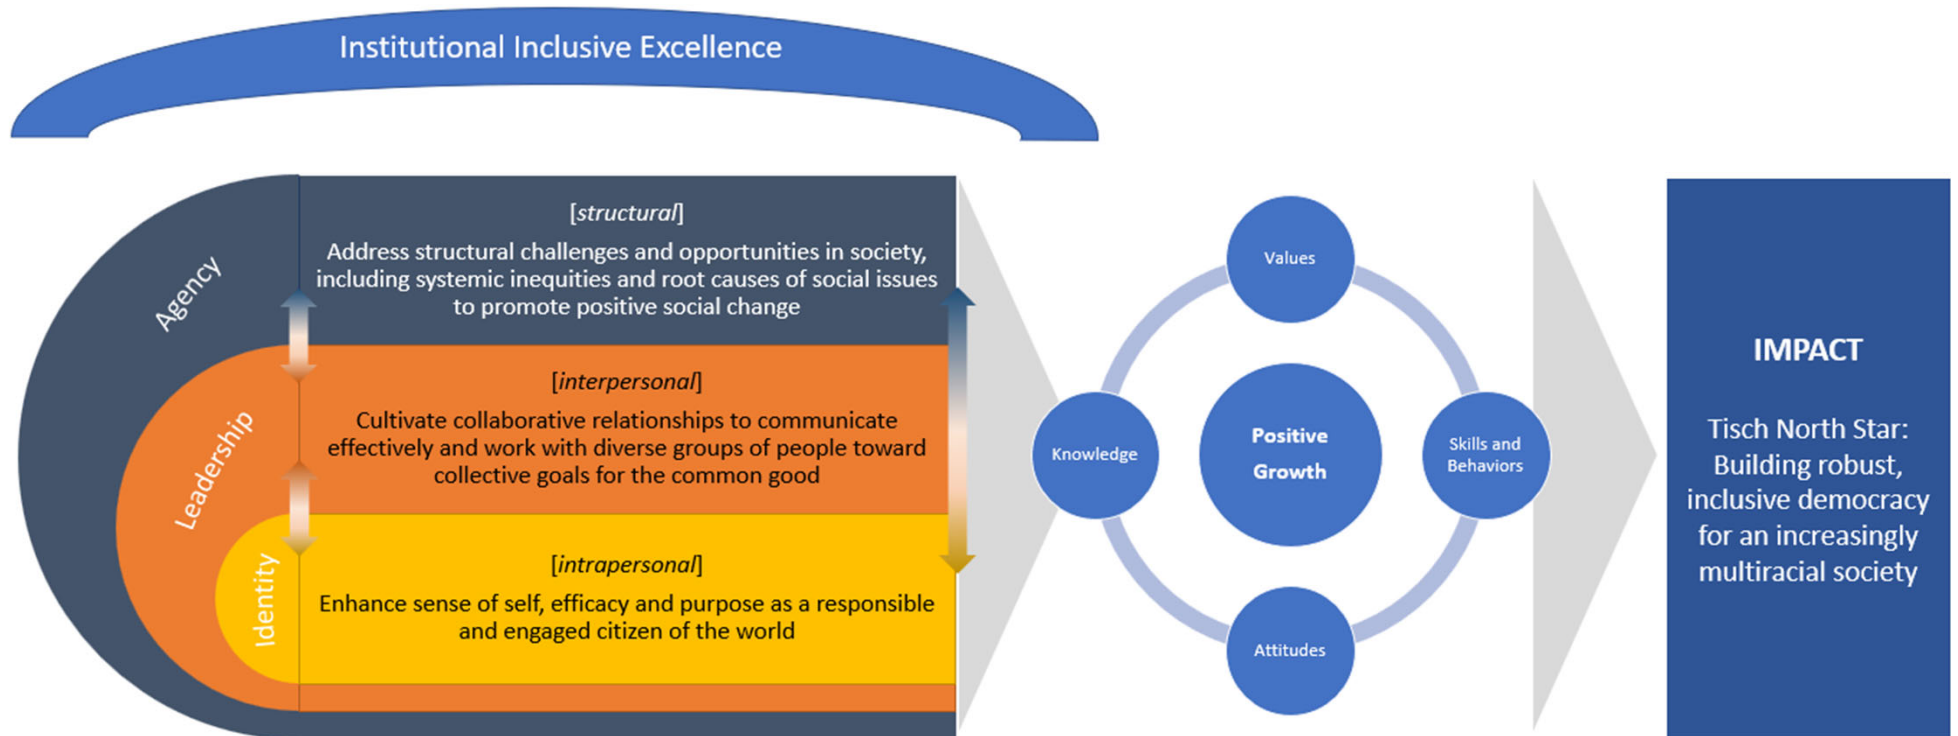 Institutional Inclusive Excellence
Agency
[structural]
Address structural challenges and opportunities in society,
including systemic inequities and root causes of social issues
to promote positive social change
Leadership
[interpersonal]
Cultivate collaborative relationships to communicate
effectively and work with diverse groups of people toward
collective goals for the common good
Identity
[intrapersonal]
Enhance sense of self, efficacy and purpose as a responsible
and engaged citizen of the world
Values
Knowledge
Positive
Growth
Skills and
Behaviors
Attitudes
IMPACT
Tisch North Star:
Building robust,
inclusive democracy
for an increasingly
multiracial society